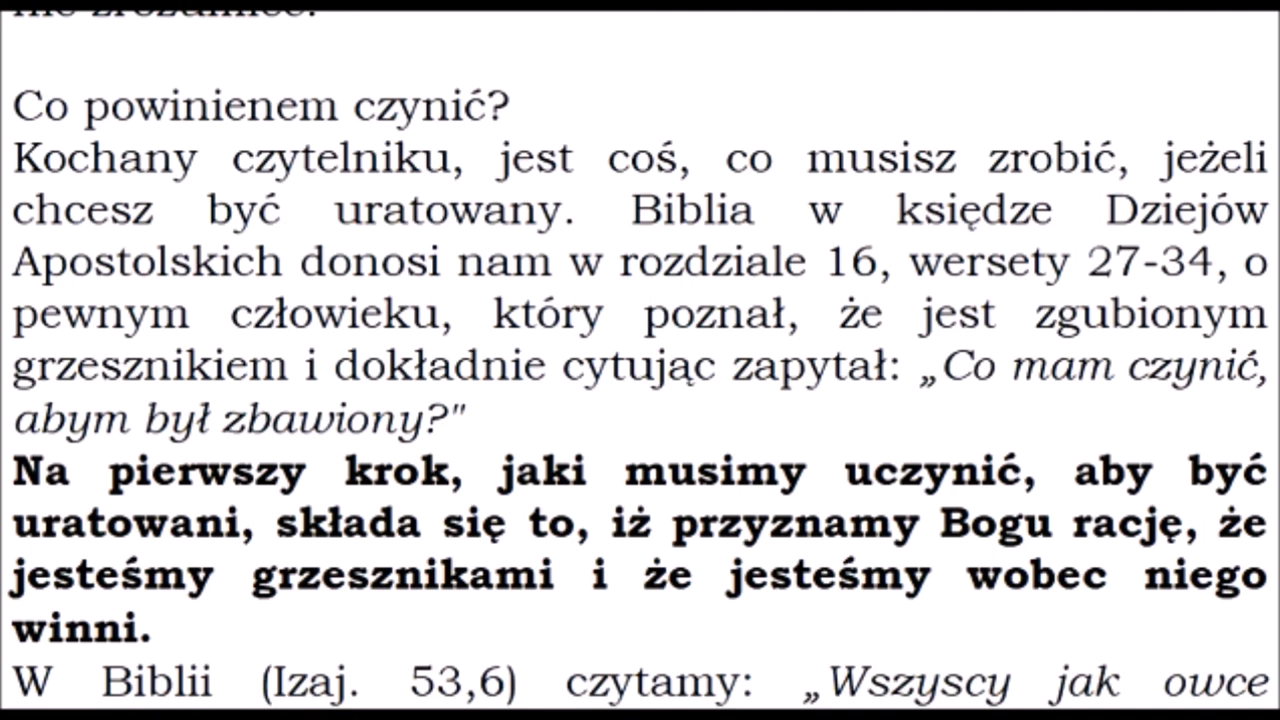 Co powinienem czynić?
Kochany czytelniku, jest coś, co musisz zrobić, jeżeli
chcesz być uratowany. Biblia w księdze Dziejów
Apostolskich donosi nam w rozdziale 16, wersety 27-34, o
pewnym człowieku, który poznał, że jest zgubionym
grzesznikiem i dokładnie cytując zapytał: „Co mam czynić,
abym był zbawiony?"
Na pierwszy krok, jaki musimy uczynić, aby być
uratowani, składa się to, iż przyznamy Bogu rację, że
jesteśmy grzesznikami i że jesteśmy wobec niego
winni.
W Biblii (Izaj. 53,6) czytamy: „Wszyscy jak owce